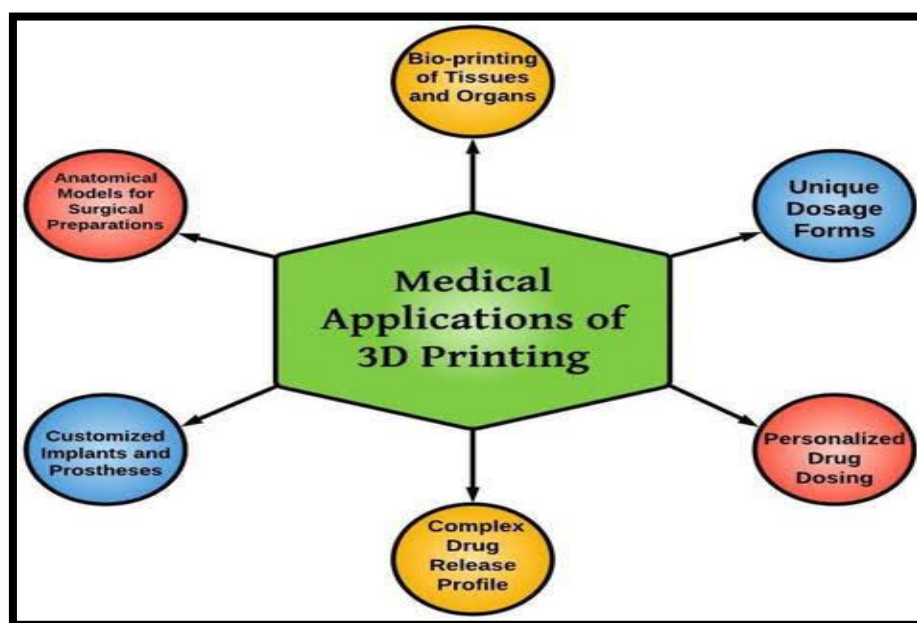 Bio-printing
of Tissues
and Organs
Anatomical
Models for
Surgical
Preparations
Unique
Dosage
Forms
Medical
Applications of
3D Printing
Customized
Implants and
Prostheses
Personalized
Drug
Dosing
Complex
Drug
Release
Profile